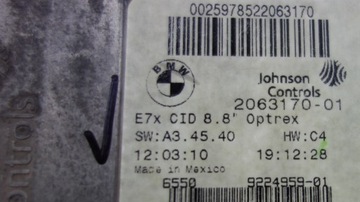 0025978522063170
BMW
Johnson
Controls
2063170-01
E7x CID 8.8" Optrex
SW:A3.45.40 HW:C4
12:03:10 19:12:28
Made in Mexico
6550 9224959-01
ontrols